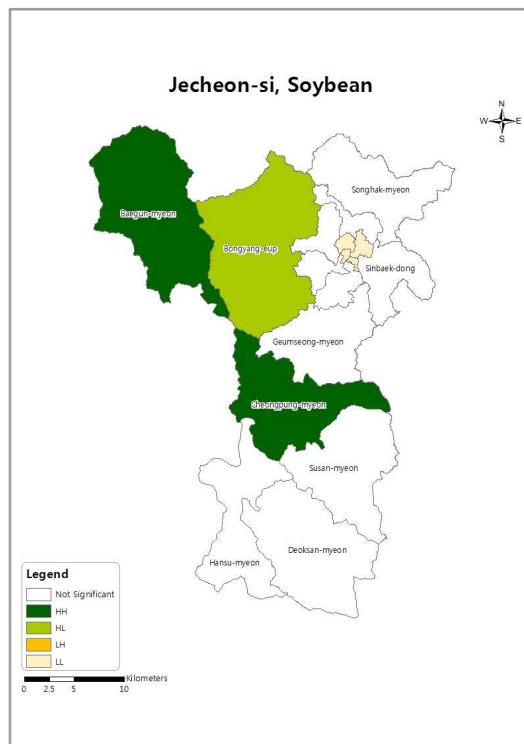 Jecheon-si, Soybean
N
W E
S
Songhak-myeon
Baegun-myeon
Bongyang-eup
Sinbaek-dong
Geumseong-myeon
Cheongpung-myeon
Susan-myeon
Deoksan-myeon
Hansu-myeon
Legend
Not Significant
HH
HL
LH
LL
Kilometers
0 2.5 5 10